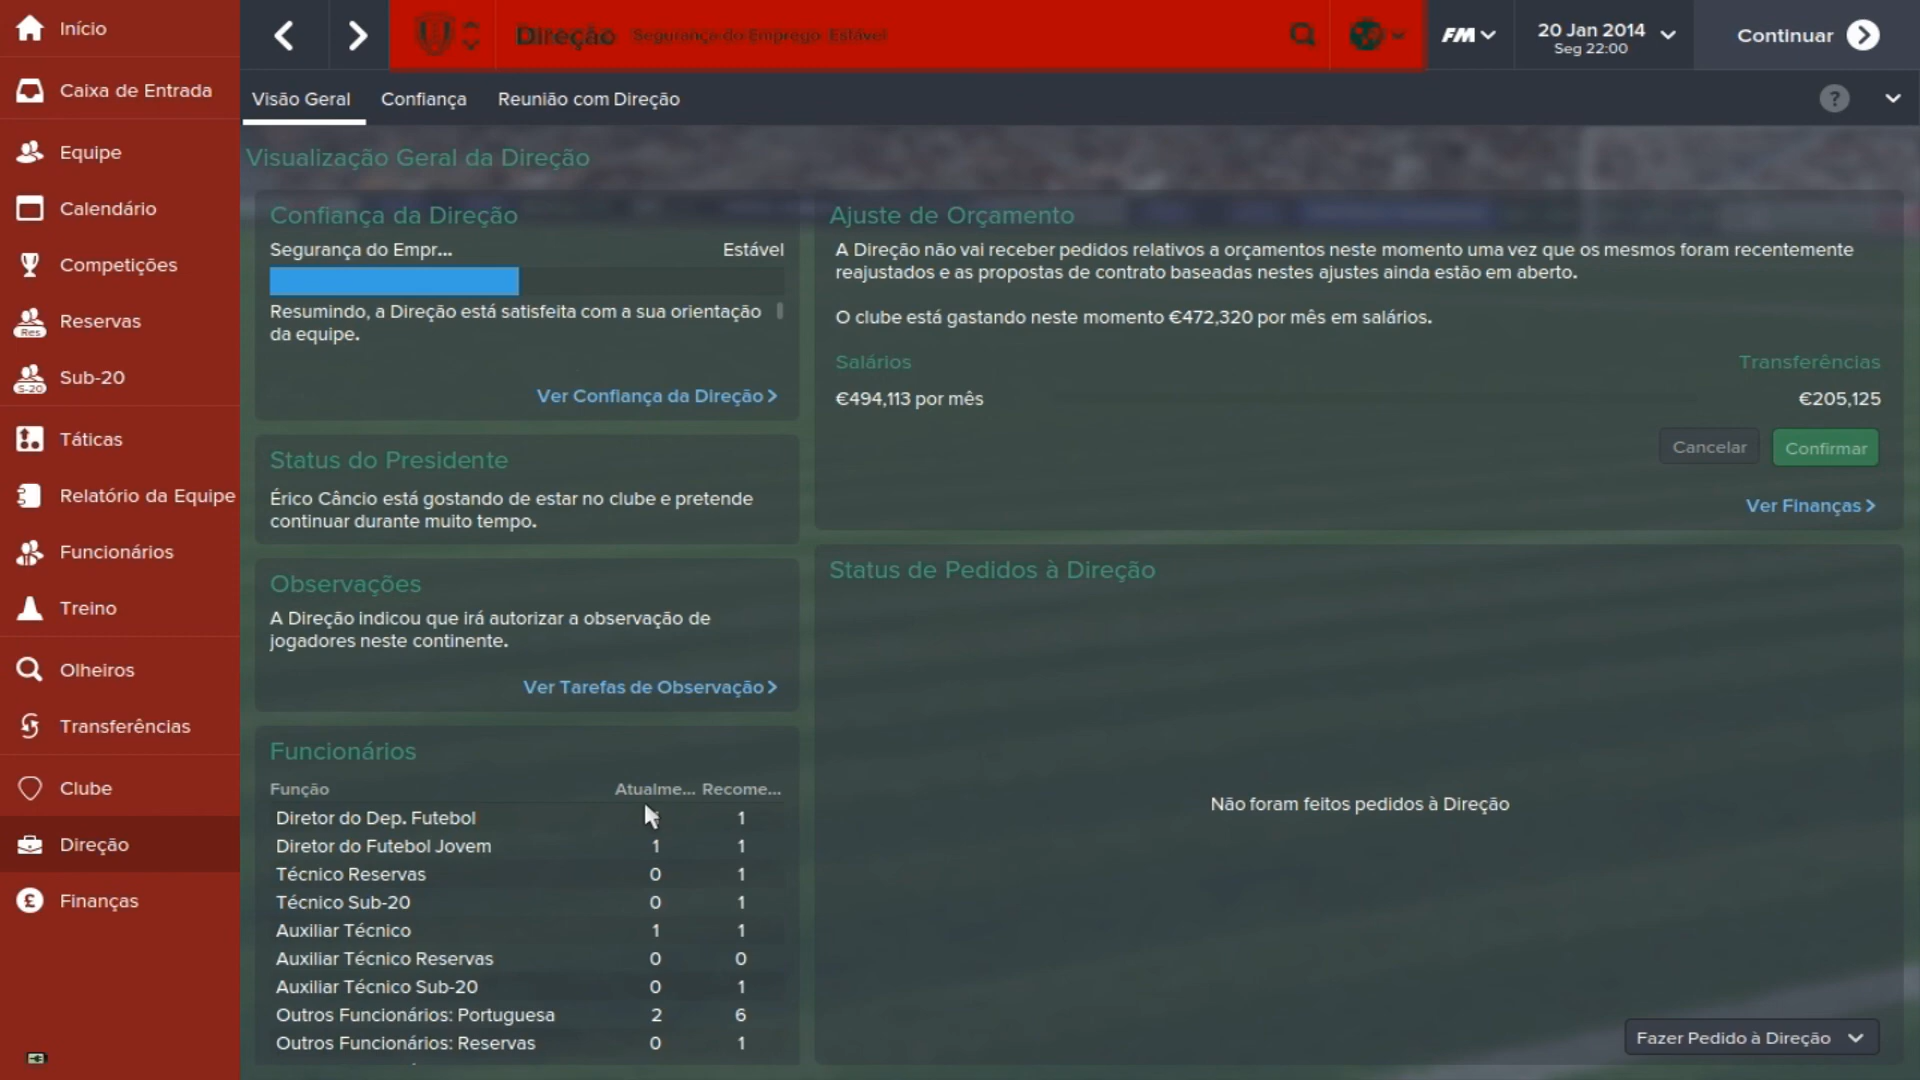 Início
Caixa de Entrada
Equipe
Calendário
Competições
Reservas
Res
Sub-20
S-20
Táticas
Relatório da Equipe
Funcionários
Treino
Olheiros
Transferências
Clube
Direção
Finanças
Direção Segurança do Emprego: Estável
FM
20 Jan 2014
Seg 22:00
Continuar
Visão Geral Confiança Reunião com Direção
?
Visualização Geral da Direção
Confiança da Direção
Segurança do Empr... Estável
Resumindo, a Direção está satisfeita com a sua orientação
da equipe.
Ver Confiança da Direção >
Status do Presidente
Érico Câncio está gostando de estar no clube e pretende
continuar durante muito tempo.
Observações
A Direção indicou que irá autorizar a observação de
jogadores neste continente.
Ver Tarefas de Observação >
Funcionários
Função Atualme... Recome...
Diretor do Dep. Futebol 1
Diretor do Futebol Jovem 1 1
Técnico Reservas 0 1
Técnico Sub-20 0 1
Auxiliar Técnico 1 1
Auxiliar Técnico Reservas 0 0
Auxiliar Técnico Sub-20 0 1
Outros Funcionários: Portuguesa 2 6
Outros Funcionários: Reservas 0 1
Ajuste de Orçamento
A Direção não vai receber pedidos relativos a orçamentos neste momento uma vez que os mesmos foram recentemente
reajustados e as propostas de contrato baseadas nestes ajustes ainda estão em aberto.
O clube está gastando neste momento €472,320 por mês em salários.
Salários Transferências
€494,113 por mês €205,125
Cancelar Confirmar
Ver Finanças >
Status de Pedidos à Direção
Não foram feitos pedidos à Direção
Fazer Pedido à Direção